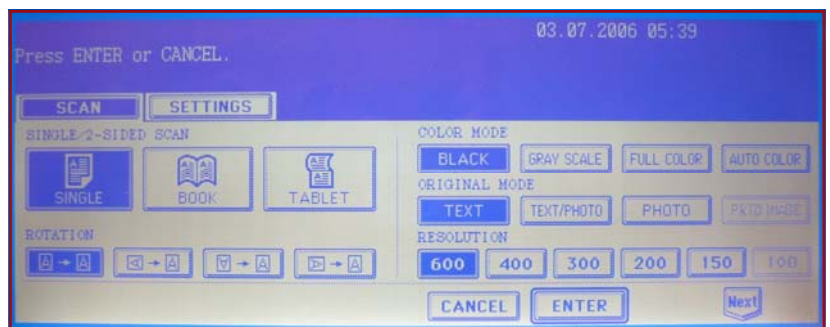 03.07.2006 05:39
Press ENTER or CANCEL.
SCAN SETTINGS
SINGLE/2-SIDED SCAN
SINGLE BOOK TABLET
ROTATION
A → A A → A A → A A → A
COLOR MODE
BLACK GRAY SCALE FULL COLOR AUTO COLOR
ORIGINAL MODE
TEXT TEXT/PHOTO PHOTO
RESOLUTION
600 400 300 200 150 100
CANCEL ENTER Next